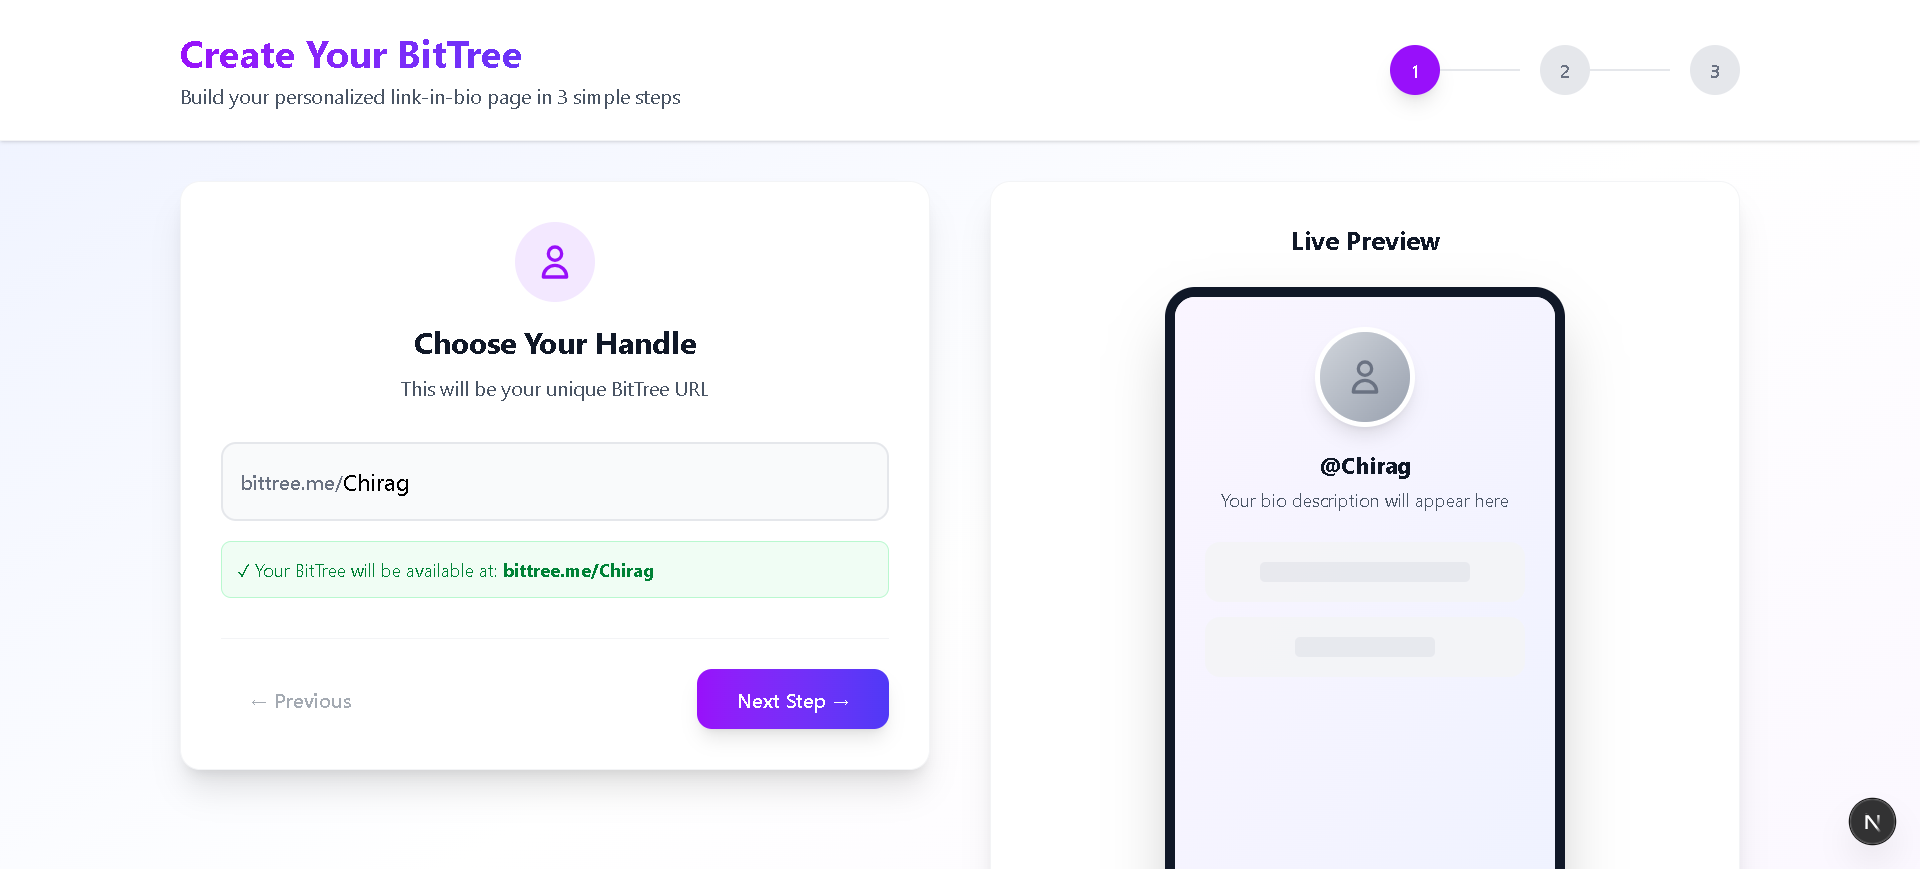 Create Your BitTree
Build your personalized link-in-bio page in 3 simple steps
1
2
3
Choose Your Handle
This will be your unique BitTree URL
bittree.me/Chirag
✓ Your BitTree will be available at: bittree.me/Chirag
← Previous
Next Step →
Live Preview
@Chirag
Your bio description will appear here
N